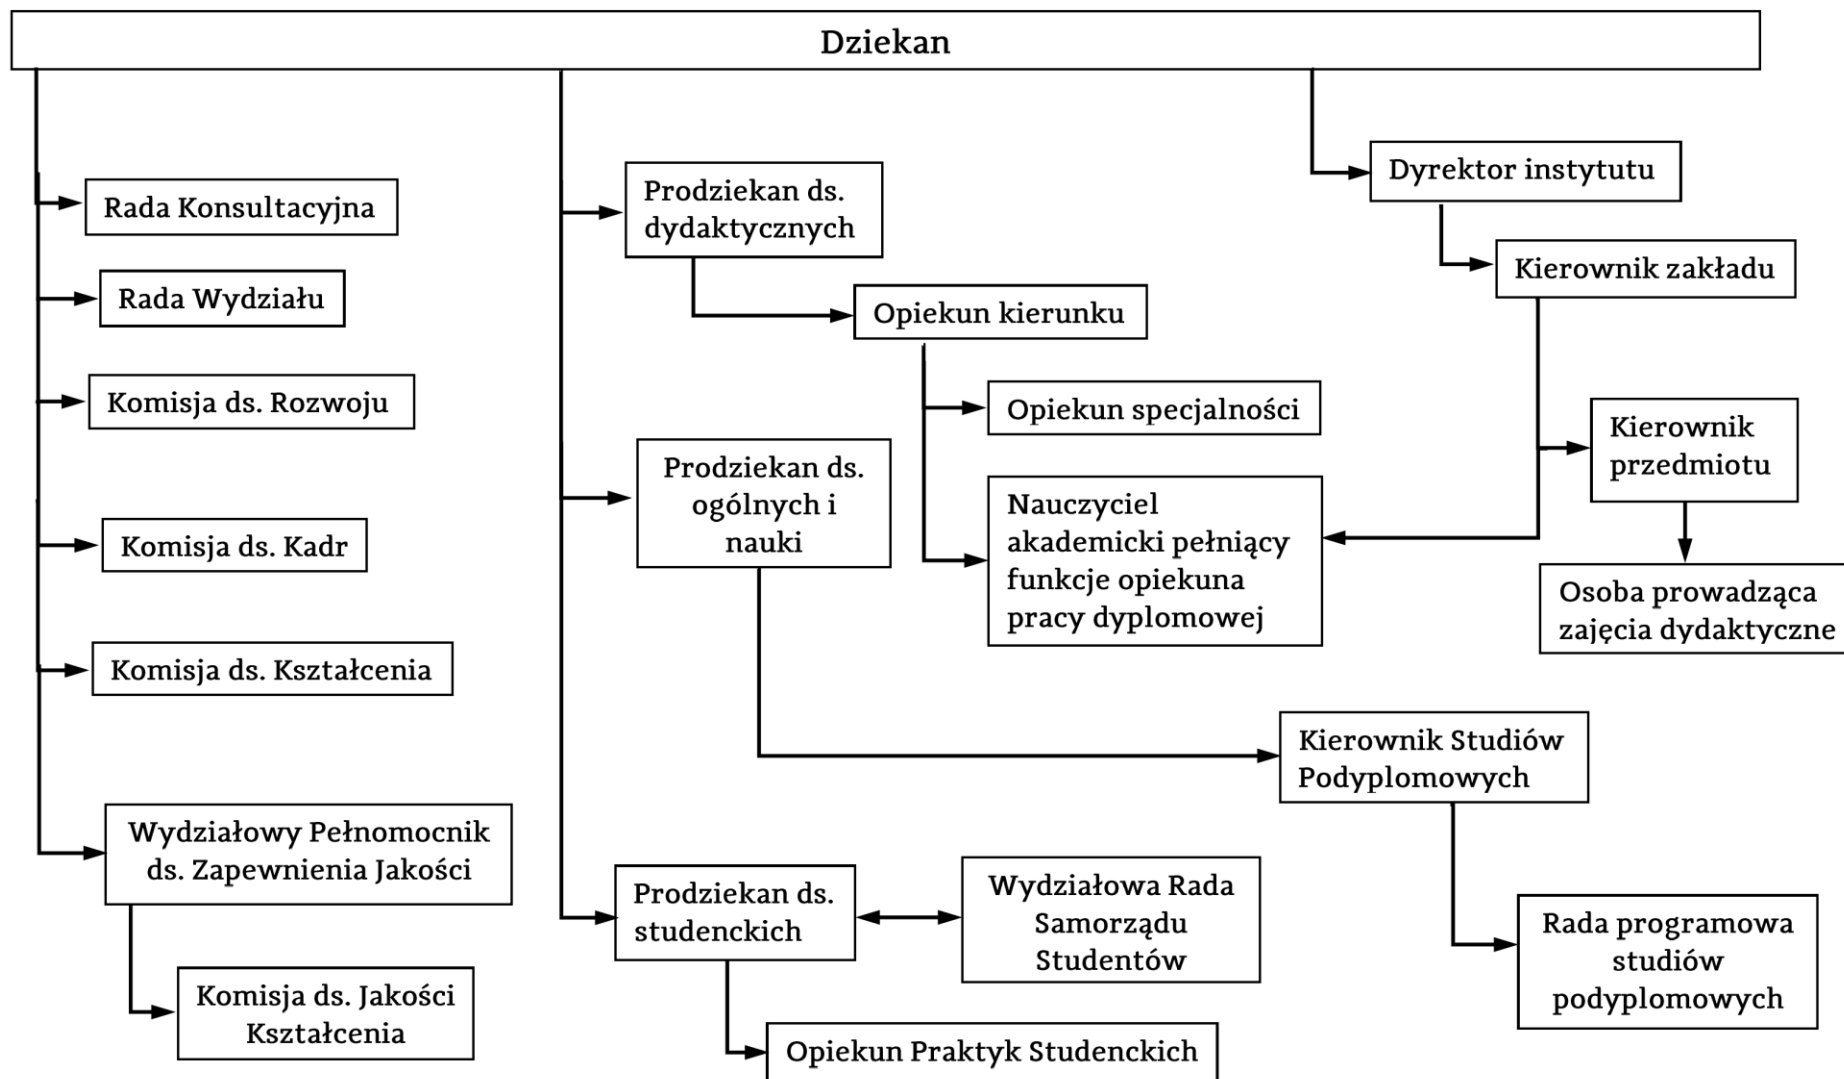 Dziekan
Rada Konsultacyjna
Rada Wydziału
Komisja ds. Rozwoju
Komisja ds. Kadr
Komisja ds. Kształcenia
Wydziałowy Pełnomocnik
ds. Zapewnienia Jakości
Komisja ds. Jakości
Kształcenia
Prodziekan ds.
dydaktycznych
Opiekun kierunku
Opiekun specjalności
Nauczyciel
akademicki pełniący
funkcje opiekuna
pracy dyplomowej
Prodziekan ds.
ogólnych i
nauki
Kierownik Studiów
Podyplomowych
Rada programowa
studiów
podyplomowych
Prodziekan ds.
studenckich
Wydziałowa Rada
Samorządu
Studentów
Opiekun Praktyk Studenckich
Dyrektor instytutu
Kierownik zakładu
Kierownik
przedmiotu
Osoba prowadząca
zajęcia dydaktyczne